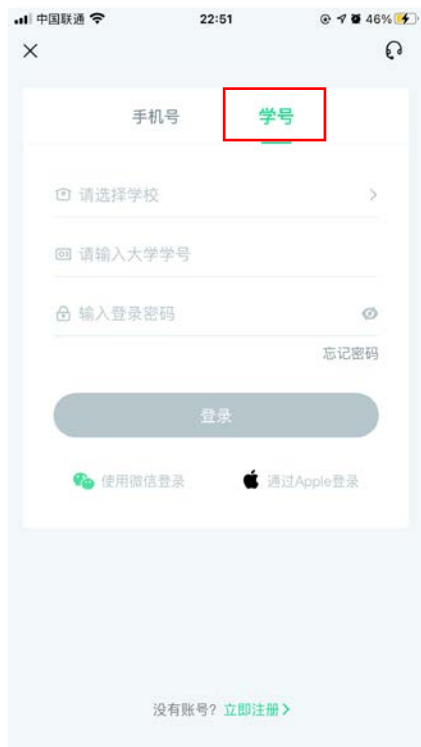 中国联通 22:51 46%
手机号 学号
请选择学校
请输入大学学号
输入登录密码
忘记密码
登录
使用微信登录 通过Apple登录
没有账号? 立即注册